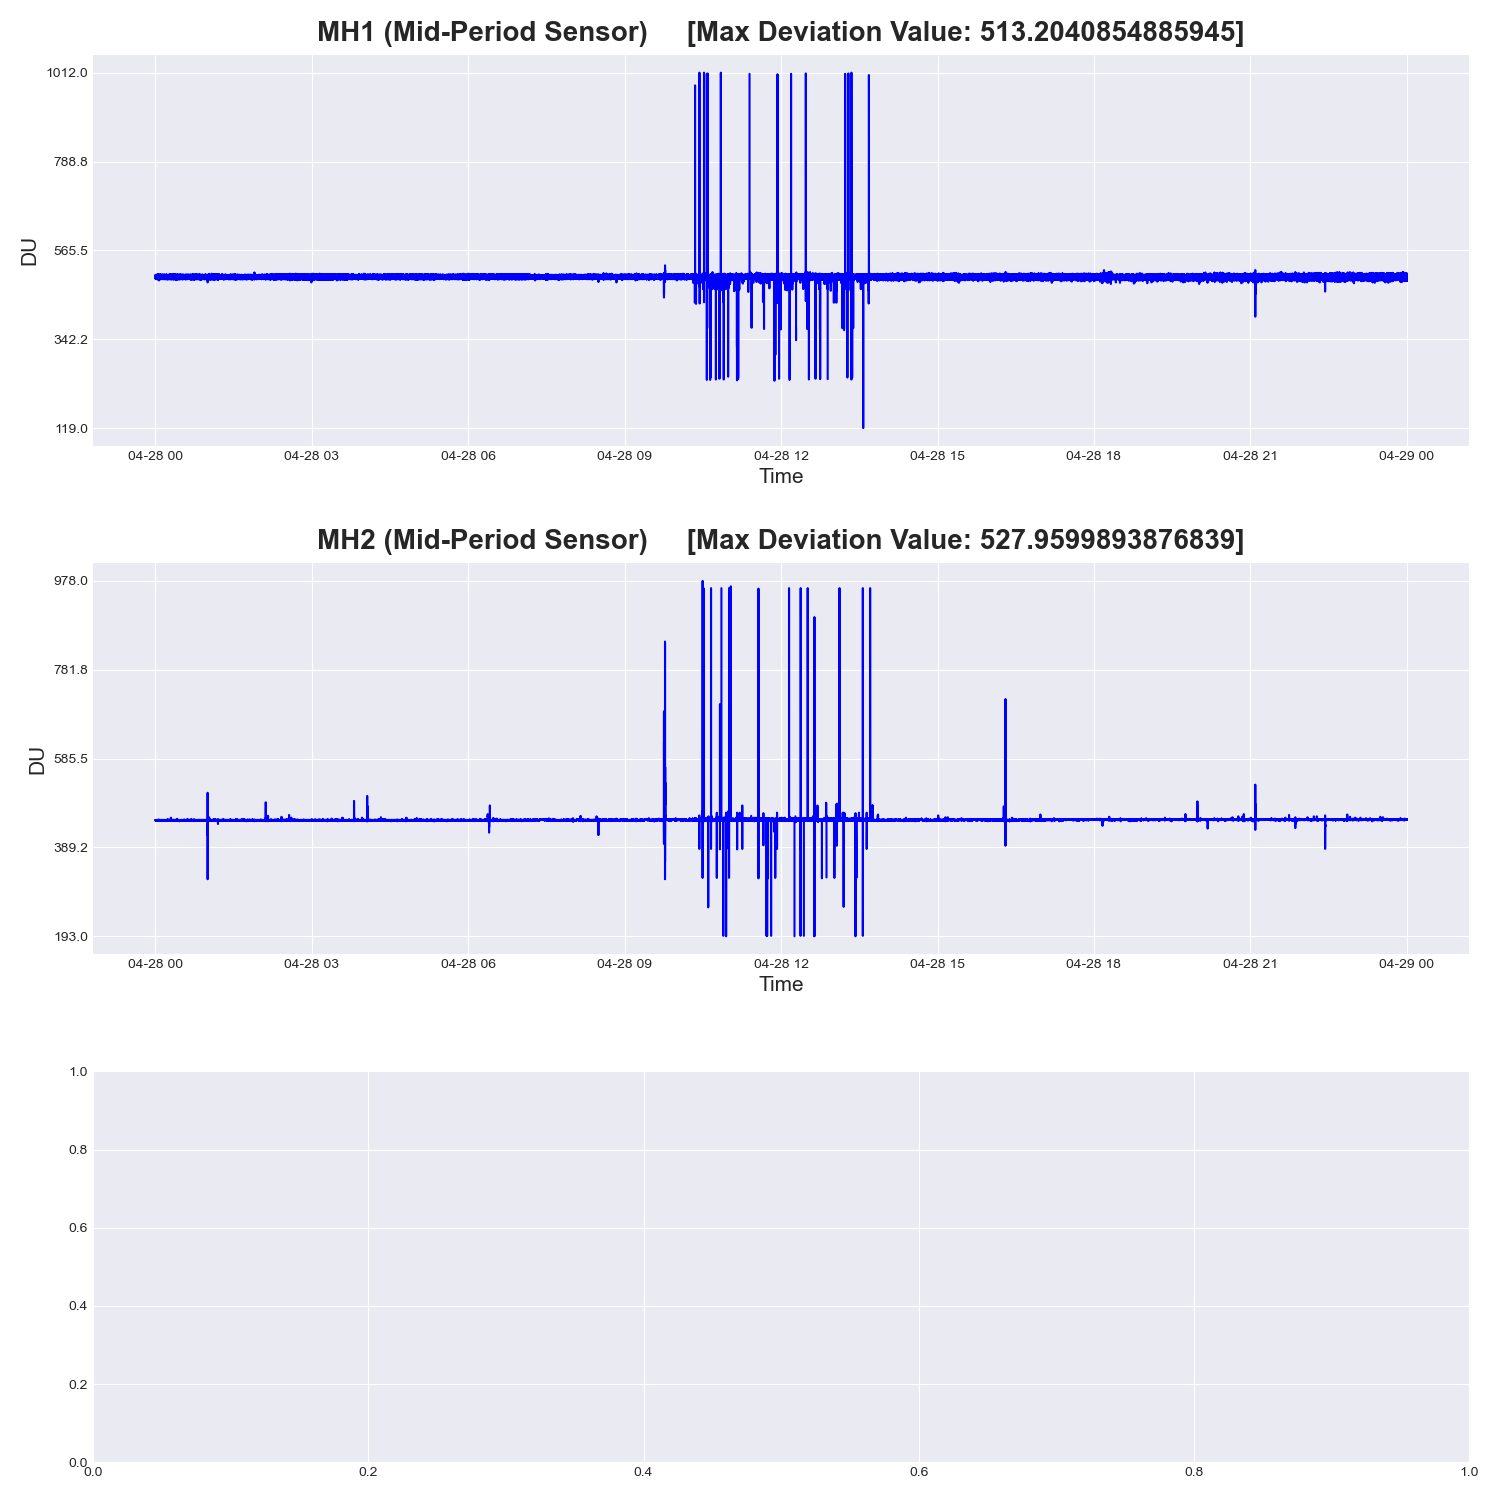 MH1 (Mid-Period Sensor) [Max Deviation Value: 513.2040854885945]
1012.0
788.8
565.5
342.2
119.0
DU
04-28 00 04-28 03 04-28 06 04-28 09 04-28 12 04-28 15 04-28 18 04-28 21 04-29 00
Time
MH2 (Mid-Period Sensor) [Max Deviation Value: 527.9599893876839]
978.0
781.8
585.5
389.2
193.0
DU
04-28 00 04-28 03 04-28 06 04-28 09 04-28 12 04-28 15 04-28 18 04-28 21 04-29 00
Time
1.0
0.8
0.6
0.4
0.2
0.0
0.0 0.2 0.4 0.6 0.8 1.0